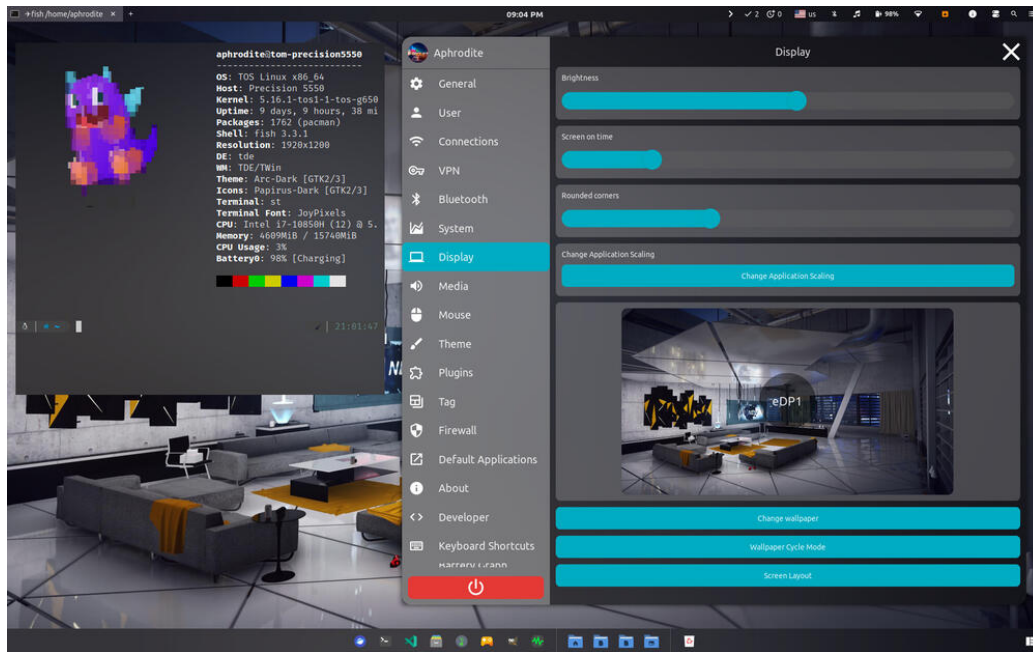 fish /home/aphrodite × +
09:04 PM
2 0 us 98%
aphrodite@tom-precision5550
---------------------------
OS: TOS Linux x86_64
Host: Precision 5550
Kernel: 5.16.1-tos1-1-tos-g650
Uptime: 9 days, 9 hours, 38 mi
Packages: 1762 (pacman)
Shell: fish 3.3.1
Resolution: 1920x1200
DE: tde
WM: TDE/TWin
Theme: Arc-Dark [GTK2/3]
Icons: Papirus-Dark [GTK2/3]
Terminal: st
Terminal Font: JoyPixels
CPU: Intel i7-10850H (12) @ 5.
Memory: 4609MiB / 15740MiB
CPU Usage: 3%
Battery0: 98% [Charging]
21:01:47
Aphrodite
General
User
Connections
VPN
Bluetooth
System
Display
Media
Mouse
Theme
Plugins
Tag
Firewall
Default Applications
About
Developer
Keyboard Shortcuts
Battery Graph
Display
Brightness
Screen on time
Rounded corners
Change Application Scaling
Change Application Scaling
eDP1
Change wallpaper
Wallpaper Cycle Mode
Screen Layout